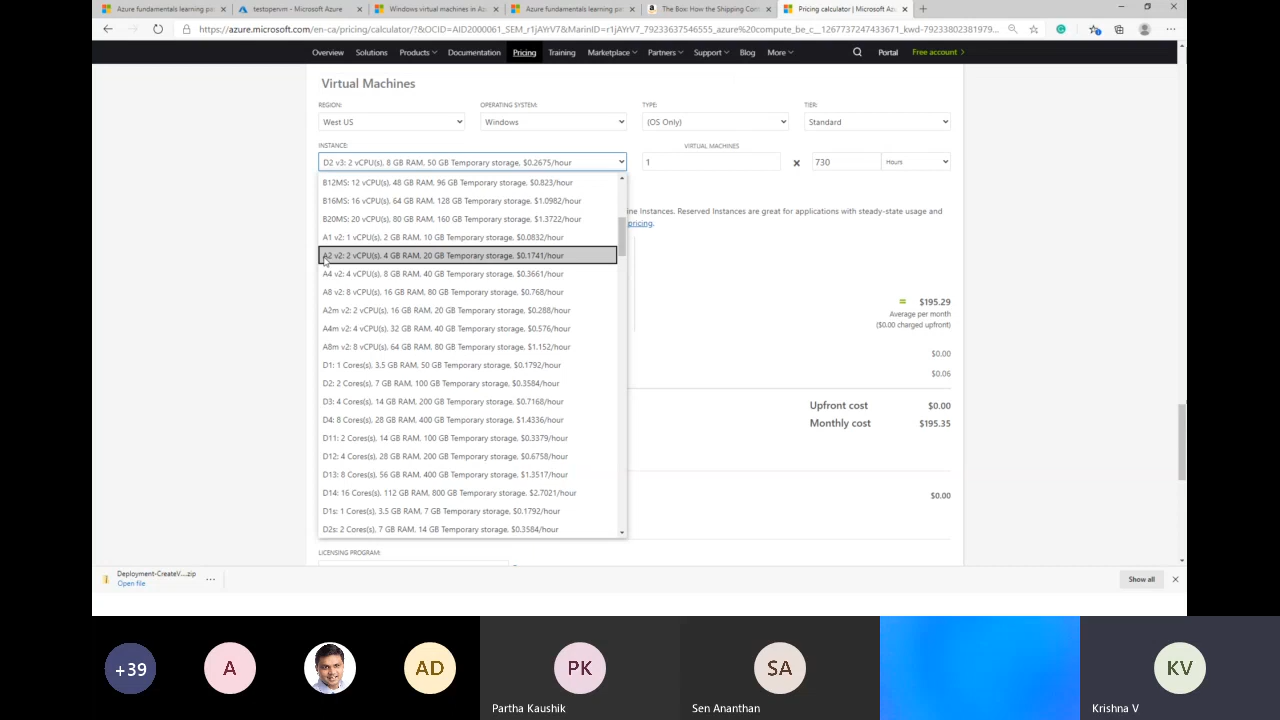 Azure fundamentals learning pa
testtopenvm - Microsoft Azure
Windows virtual machines in Az
Azure fundamentals learning pa
The Box: How the Shipping Cont
Pricing calculator | Microsoft Az
https://azure.microsoft.com/en-ca/pricing/calculator/?&OCID=AID2000061_SEM_r1jAYrV7&MarinID=r1jAYrV7_79233637546555_azure%20compute_be_c__1267737247433671_kwd-79233802381979...
Overview Solutions Products Documentation Pricing Training Marketplace Partners Support Blog More Portal Free account
Virtual Machines
REGION: OPERATING SYSTEM: TYPE: TIER:
West US Windows (OS Only) Standard
INSTANCE: VIRTUAL MACHINES
D2 v3: 2 vCPU(s), 8 GB RAM, 50 GB Temporary storage, $0.2675/hour 1 × 730 Hours
B12MS: 12 vCPU(s), 48 GB RAM, 96 GB Temporary storage, $0.823/hour
B16MS: 16 vCPU(s), 64 GB RAM, 128 GB Temporary storage, $1.0982/hour
B20MS: 20 vCPU(s), 80 GB RAM, 160 GB Temporary storage, $1.3722/hour
ne Instances. Reserved Instances are great for applications with steady-state usage and
pricing.
A1 v2: 1 vCPU(s), 2 GB RAM, 10 GB Temporary storage, $0.0832/hour
A2 v2: 2 vCPU(s), 4 GB RAM, 20 GB Temporary storage, $0.1741/hour
A4 v2: 4 vCPU(s), 8 GB RAM, 40 GB Temporary storage, $0.3661/hour
A8 v2: 8 vCPU(s), 16 GB RAM, 80 GB Temporary storage, $0.768/hour
A2m v2: 2 vCPU(s), 16 GB RAM, 20 GB Temporary storage, $0.288/hour
A4m v2: 4 vCPU(s), 32 GB RAM, 40 GB Temporary storage, $0.576/hour
A8m v2: 8 vCPU(s), 64 GB RAM, 80 GB Temporary storage, $1.152/hour
D1: 1 Cores(s), 3.5 GB RAM, 50 GB Temporary storage, $0.1792/hour
D2: 2 Cores(s), 7 GB RAM, 100 GB Temporary storage, $0.3584/hour
D3: 4 Cores(s), 14 GB RAM, 200 GB Temporary storage, $0.7168/hour
D4: 8 Cores(s), 28 GB RAM, 400 GB Temporary storage, $1.4336/hour
D11: 2 Cores(s), 14 GB RAM, 100 GB Temporary storage, $0.3379/hour
D12: 4 Cores(s), 28 GB RAM, 200 GB Temporary storage, $0.6758/hour
D13: 8 Cores(s), 56 GB RAM, 400 GB Temporary storage, $1.3517/hour
D14: 16 Cores(s), 112 GB RAM, 800 GB Temporary storage, $2.7021/hour
D1s: 1 Cores(s), 3.5 GB RAM, 7 GB Temporary storage, $0.1792/hour
D2s: 2 Cores(s), 7 GB RAM, 14 GB Temporary storage, $0.3584/hour
= $195.29
Average per month
($0.00 charged upfront)
$0.00
$0.06
Upfront cost $0.00
Monthly cost $195.35
$0.00
LICENSING PROGRAM:
Deployment-CreateV....zip
Open file
Show all
+39
A
AD
PK
SA
KV
Partha Kaushik
Sen Ananthan
Krishna V